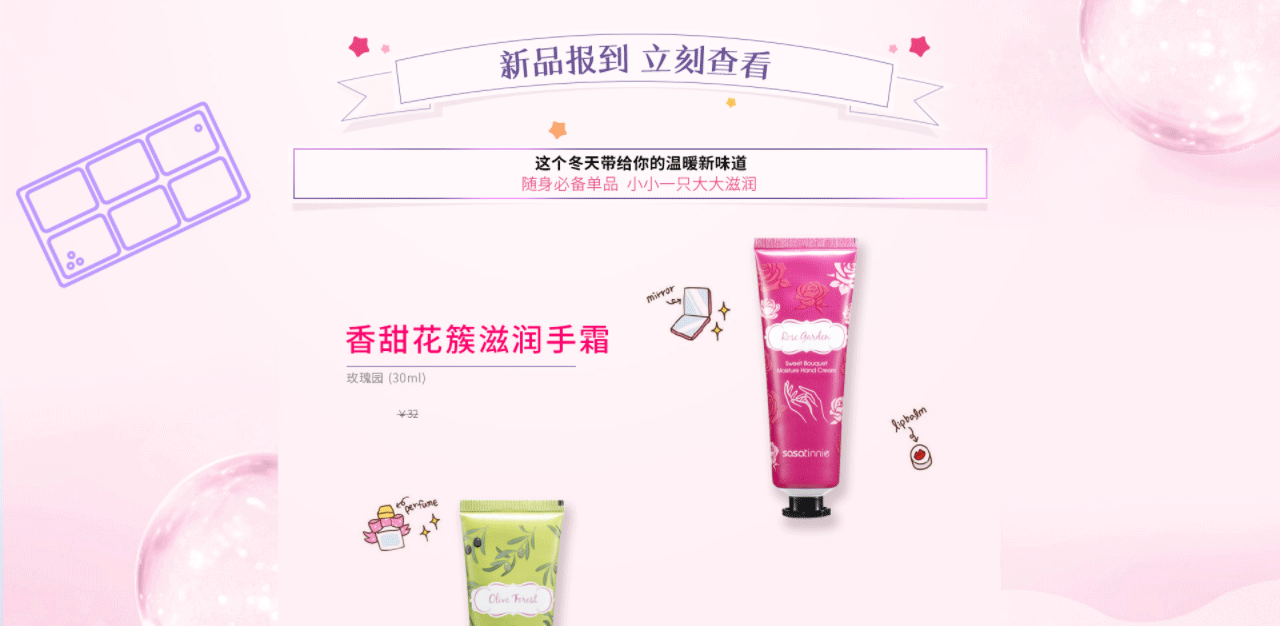 新品报到 立刻查看
这个冬天带给你的温暖新味道
随身必备单品 小小一只大大滋润
mirror
香甜花簇滋润手霜
玫瑰园 (30ml)
￥32
Rose Garden
Sweet Bouquet
Moisture Hand Cream
sasatinnie
lipbalm
perfume
Olive Forest